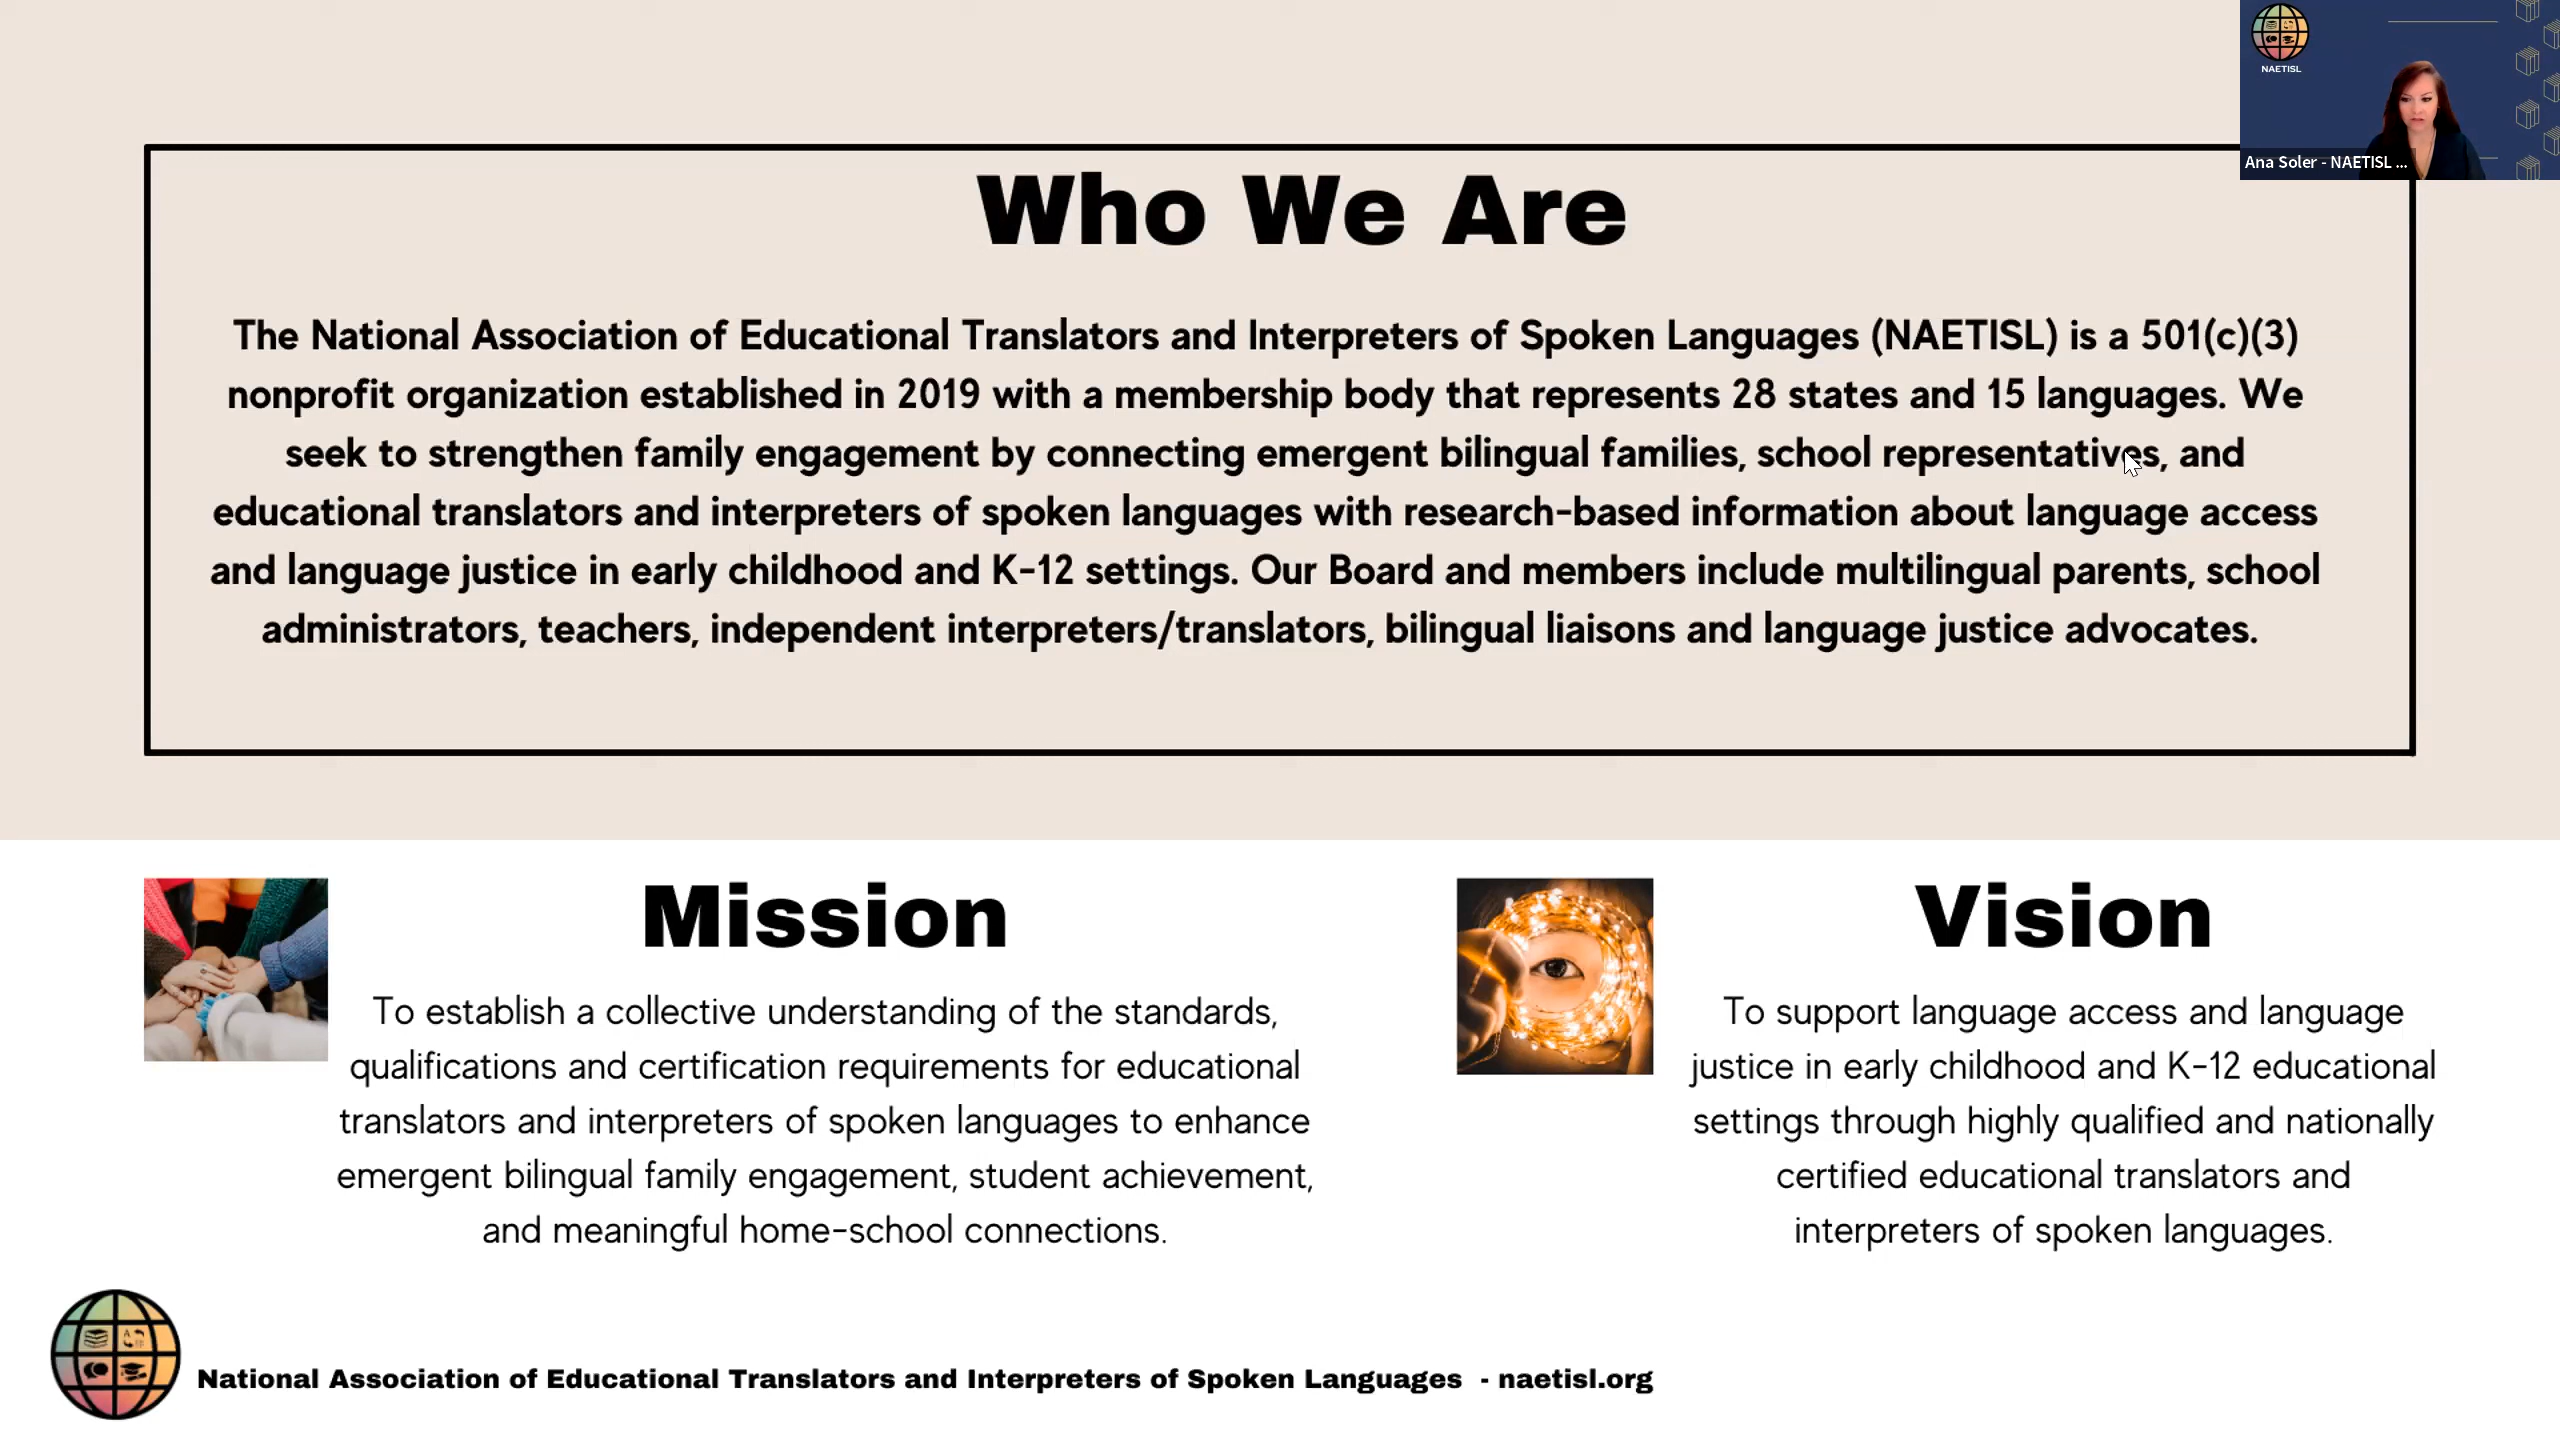 NAETISL
Ana Soler - NAETISL ...
Who We Are
The National Association of Educational Translators and Interpreters of Spoken Languages (NAETISL) is a 501(c)(3)
nonprofit organization established in 2019 with a membership body that represents 28 states and 15 languages. We
seek to strengthen family engagement by connecting emergent bilingual families, school representatives, and
educational translators and interpreters of spoken languages with research-based information about language access
and language justice in early childhood and K-12 settings. Our Board and members include multilingual parents, school
administrators, teachers, independent interpreters/translators, bilingual liaisons and language justice advocates.
Mission
To establish a collective understanding of the standards,
qualifications and certification requirements for educational
translators and interpreters of spoken languages to enhance
emergent bilingual family engagement, student achievement,
and meaningful home-school connections.
Vision
To support language access and language
justice in early childhood and K-12 educational
settings through highly qualified and nationally
certified educational translators and
interpreters of spoken languages.
National Association of Educational Translators and Interpreters of Spoken Languages - naetisl.org